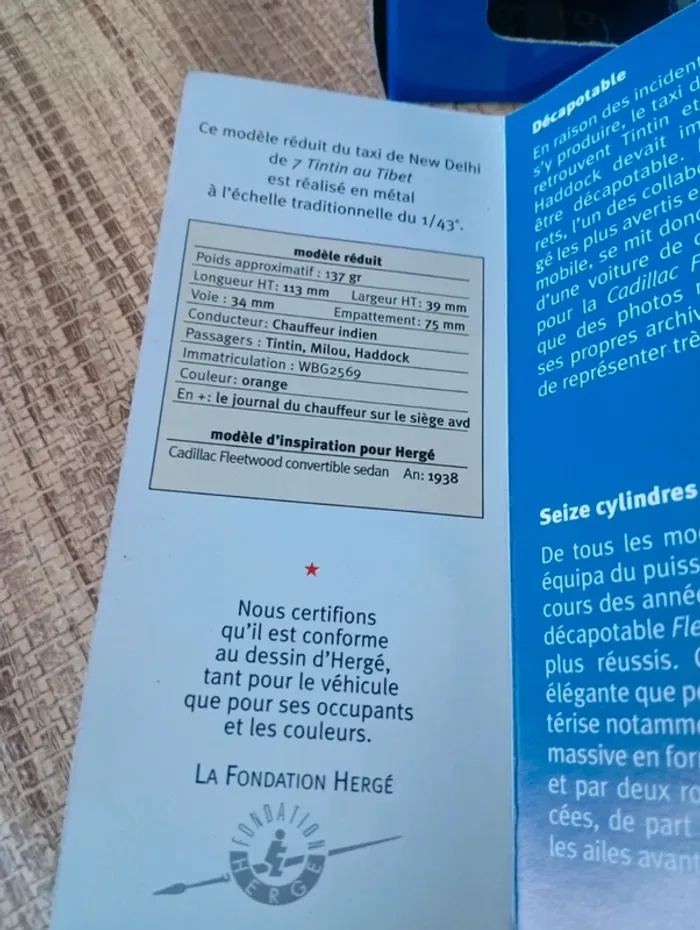 Ce modèle réduit du taxi de New Delhi
de 7 Tintin au Tibet
est réalisé en métal
à l'échelle traditionnelle du 1/43e.
modèle réduit
Poids approximatif : 137 gr
Longueur HT: 113 mm Largeur HT: 39 mm
Voie : 34 mm Empattement: 75 mm
Conducteur: Chauffeur indien
Passagers : Tintin, Milou, Haddock
Immatriculation : WBG2569
Couleur: orange
En +: le journal du chauffeur sur le siège avd
modèle d'inspiration pour Hergé
Cadillac Fleetwood convertible sedan An: 1938
Nous certifions
qu'il est conforme
au dessin d'Hergé,
tant pour le véhicule
que pour ses occupants
et les couleurs.
LA FONDATION HERGÉ
FONDATION
HERGÉ
Décapotable
En raison des incident
s'y produire, le taxi d
retrouvent Tintin et
Haddock devait im
être décapotable.
rets, l'un des collabo
gé les plus avertis e
mobile, se mit don
d'une voiture de
pour la Cadillac F
que des photos
ses propres archiv
de représenter trè
Seize cylindres
De tous les mo
équipa du puiss
cours des anné
décapotable Fle
plus réussis.
élégante que p
térise notamm
massive en for
et par deux ro
cées, de part
les ailes avant